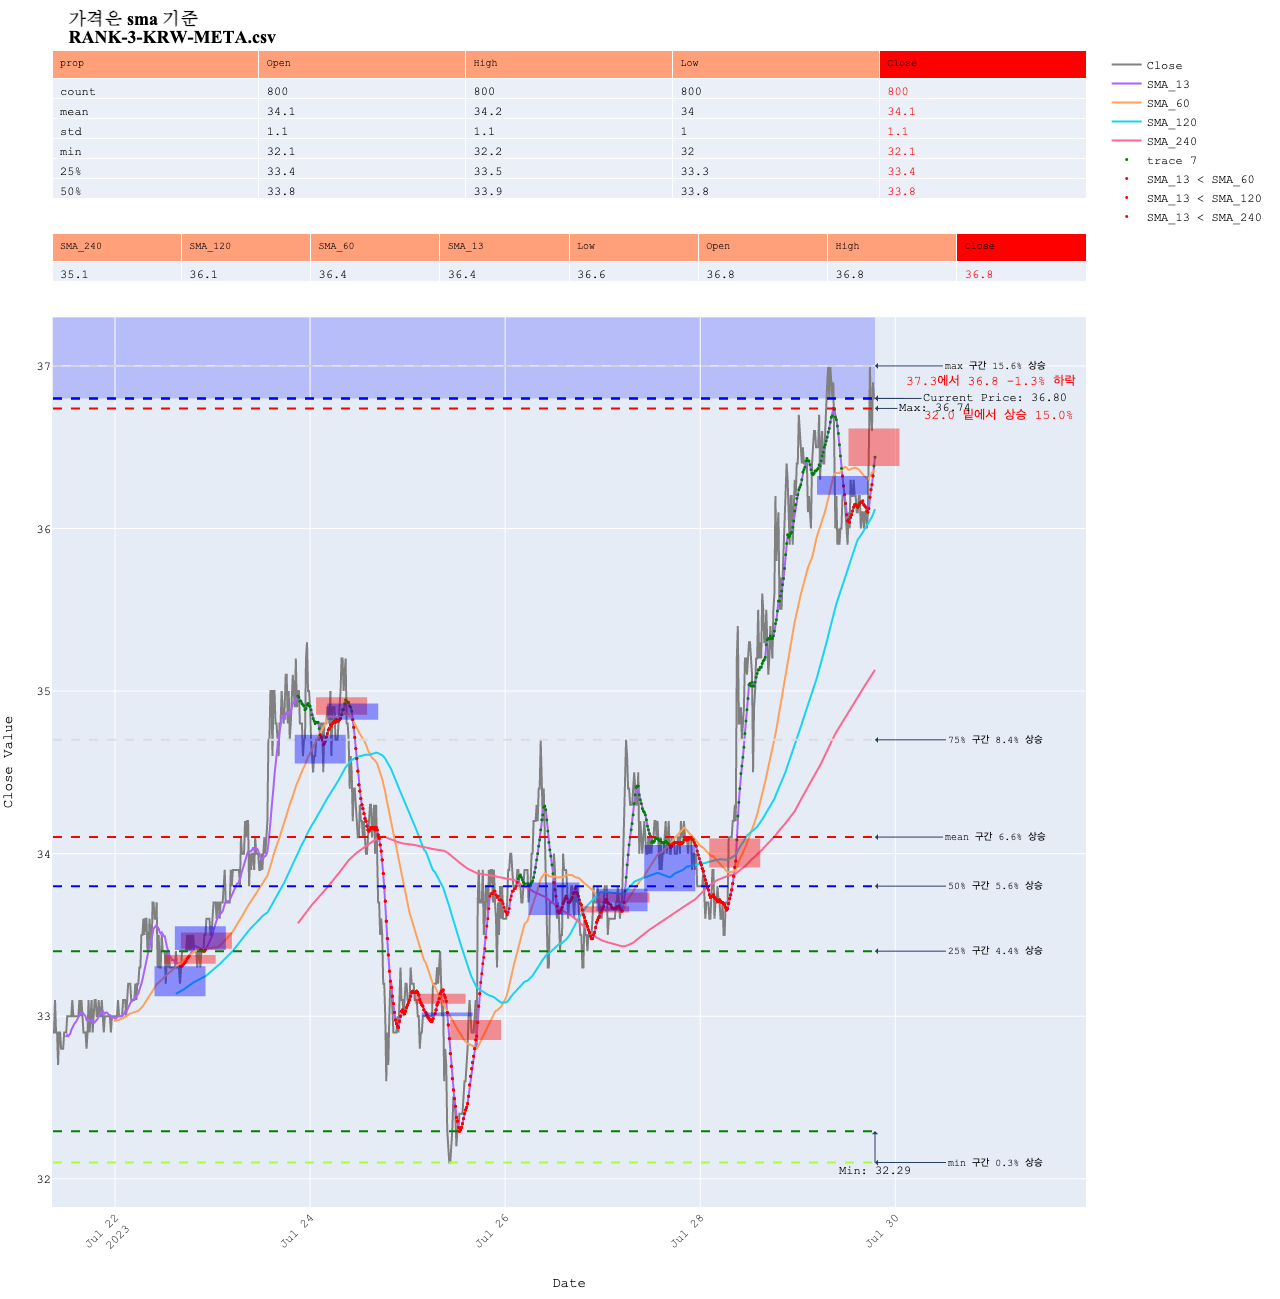 가격은 sma 기준
RANK-3-KRW-META.csv
prop Open High Low Close
count 800 800 800 800
mean 34.1 34.2 34 34.1
std 1.1 1.1 1 1.1
min 32.1 32.2 32 32.1
25% 33.4 33.5 33.3 33.4
50% 33.8 33.9 33.8 33.8
Close
SMA_13
SMA_60
SMA_120
SMA_240
trace 7
SMA_13 < SMA_60
SMA_13 < SMA_120
SMA_13 < SMA_240
SMA_240 SMA_120 SMA_60 SMA_13 Low Open High Close
35.1 36.1 36.4 36.4 36.6 36.8 36.8 36.8
max 구간 15.6% 상승
37.3에서 36.8 -1.3% 하락
Current Price: 36.80
Max: 36.74
32.0 밑에서 상승 15.0%
75% 구간 8.4% 상승
mean 구간 6.6% 상승
50% 구간 5.6% 상승
25% 구간 4.4% 상승
min 구간 0.3% 상승
Min: 32.29
37
36
35
34
33
32
Close Value
Jul 22
2023
Jul 24
Jul 26
Jul 28
Jul 30
Date